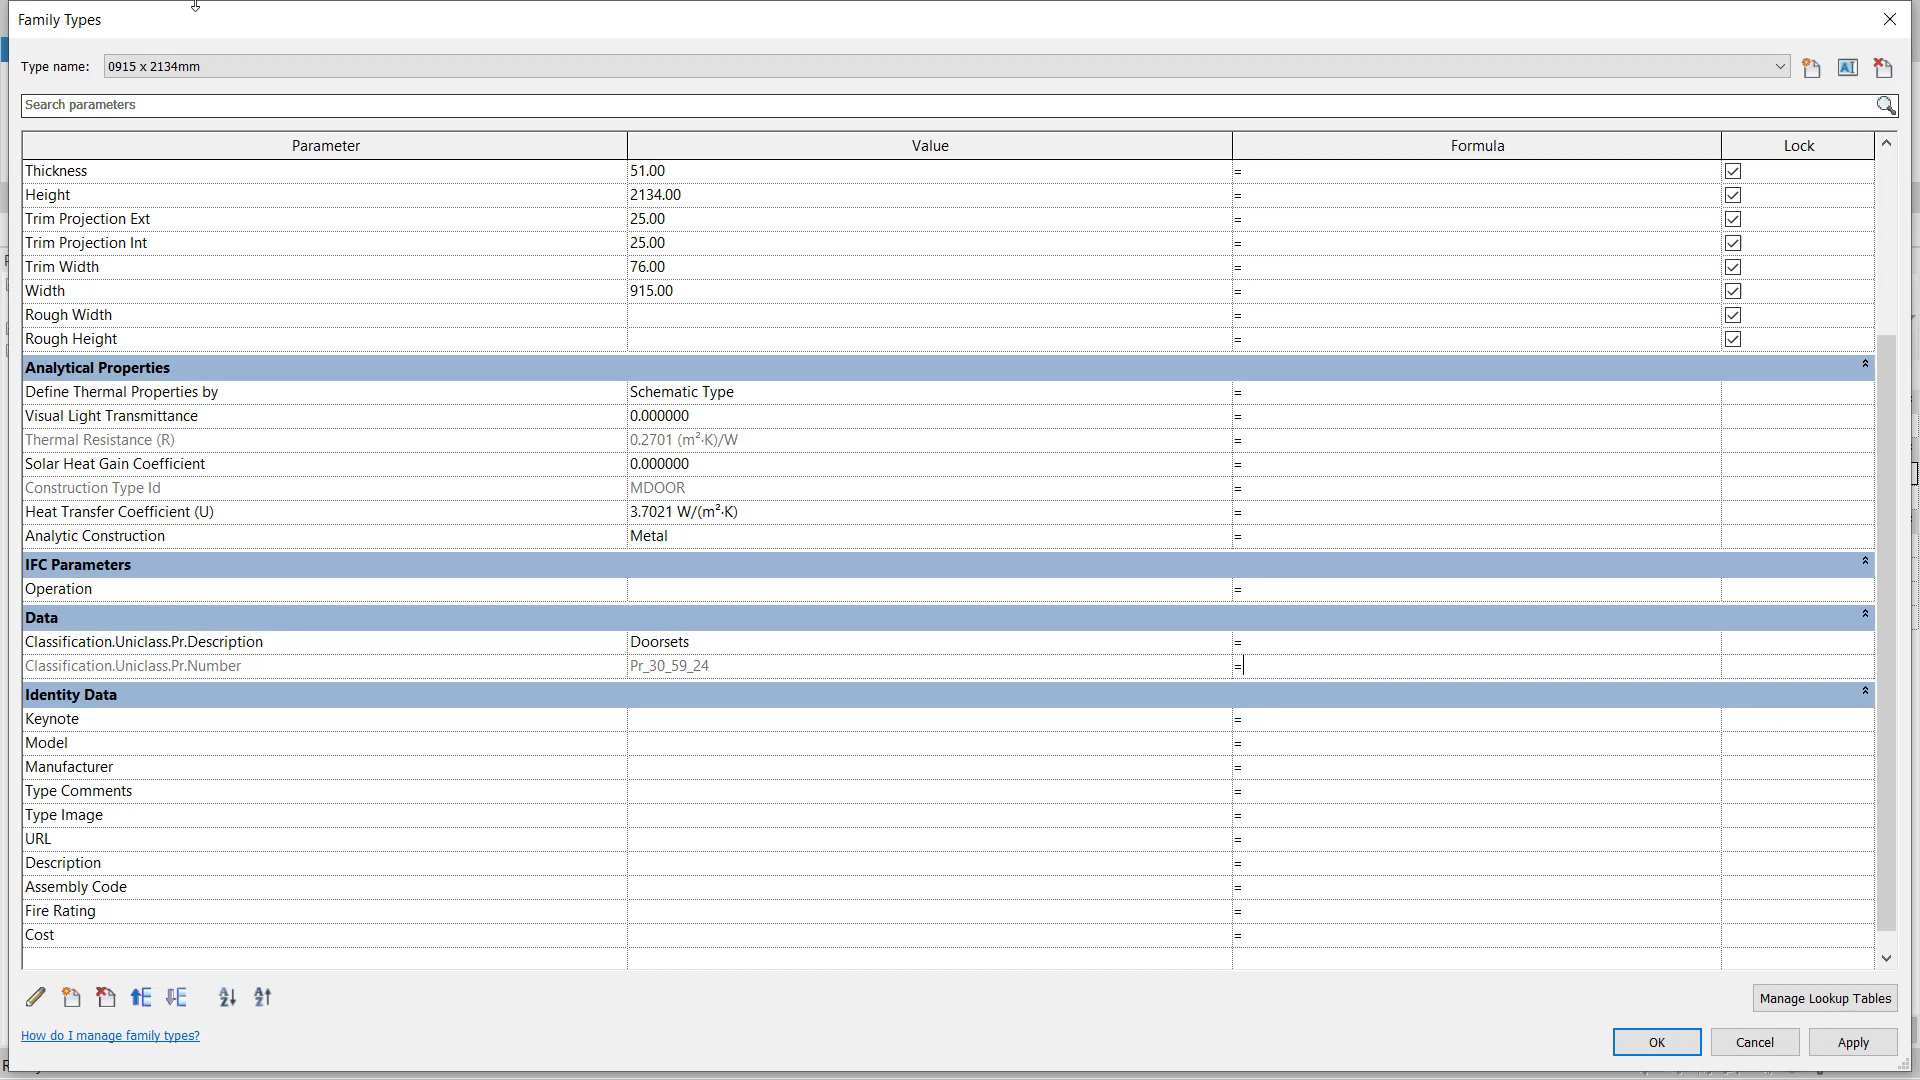 Family Types
Type name: 0915 x 2134mm
Search parameters
Parameter Value Formula Lock
Thickness 51.00 =
Height 2134.00 =
Trim Projection Ext 25.00 =
Trim Projection Int 25.00 =
Trim Width 76.00 =
Width 915.00 =
Rough Width =
Rough Height =
Analytical Properties
Define Thermal Properties by Schematic Type =
Visual Light Transmittance 0.000000 =
Thermal Resistance (R) 0.2701 (m²·K)/W =
Solar Heat Gain Coefficient 0.000000 =
Construction Type Id MDOOR =
Heat Transfer Coefficient (U) 3.7021 W/(m²·K) =
Analytic Construction Metal =
IFC Parameters
Operation =
Data
Classification.Uniclass.Pr.Description Doorsets =
Classification.Uniclass.Pr.Number Pr_30_59_24 =
Identity Data
Keynote =
Model =
Manufacturer =
Type Comments =
Type Image =
URL =
Description =
Assembly Code =
Fire Rating =
Cost =
Manage Lookup Tables
How do I manage family types?
OK Cancel Apply